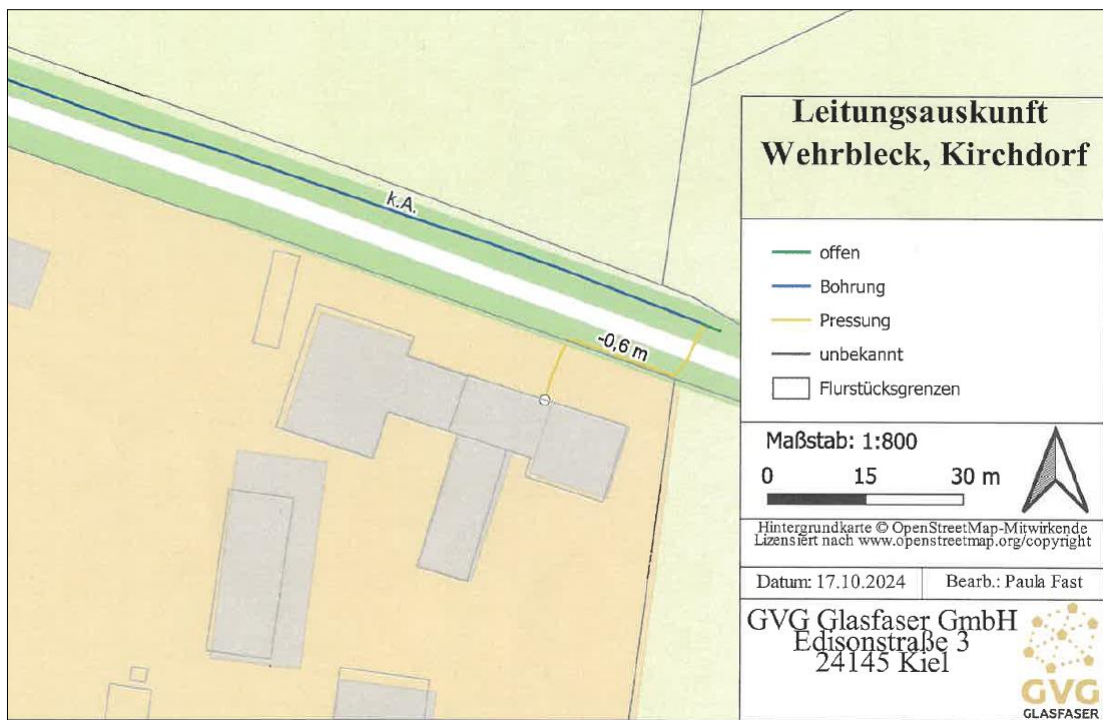 k.A.
-0,6 m
Leitungsauskunft
Wehrbleck, Kirchdorf
offen
Bohrung
Pressung
unbekannt
Flurstücksgrenzen
Maßstab: 1:800
0 15 30 m
Hintergrundkarte © OpenStreetMap-Mitwirkende
Lizensiert nach www.openstreetmap.org/copyright
Datum: 17.10.2024 Bearb.: Paula Fast
GVG Glasfaser GmbH
Edisonstraße 3
24145 Kiel
GVG
GLASFASER